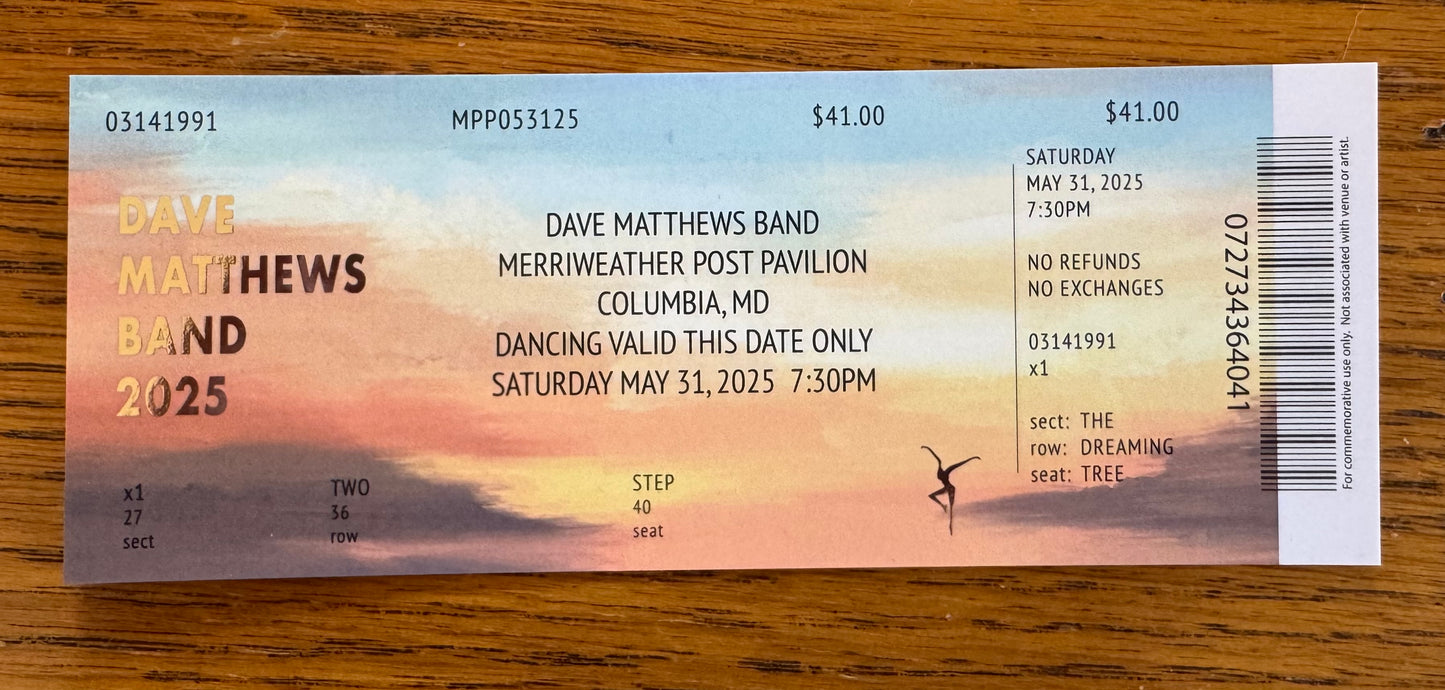 03141991 MPP053125 $41.00 $41.00
DAVE
MATTHEWS
BAND
2025
DAVE MATTHEWS BAND
MERRIWEATHER POST PAVILION
COLUMBIA, MD
DANCING VALID THIS DATE ONLY
SATURDAY MAY 31, 2025 7:30PM
x1
27
sect
TWO
36
row
STEP
40
seat
SATURDAY
MAY 31, 2025
7:30PM
NO REFUNDS
NO EXCHANGES
03141991
x1
sect: THE
row: DREAMING
seat: TREE
072734364041
For commemorative use only. Not associated with venue or artist.